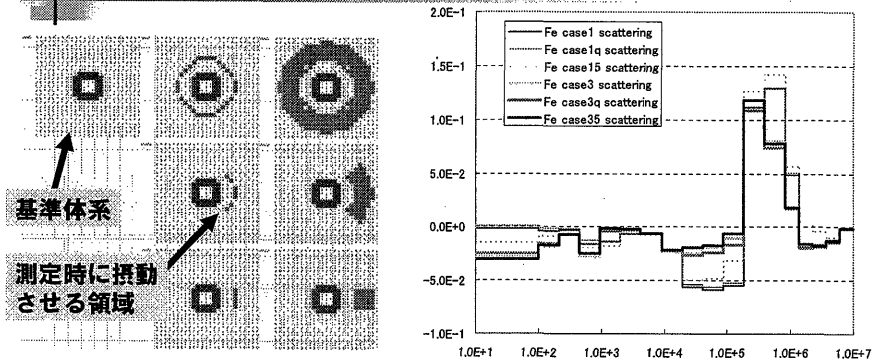 基準体系
測定時に摂動
させる領域
2.0E-1
1.5E-1
1.0E-1
5.0E-2
0.0E+0
-5.0E-2
-1.0E-1
Fe case1 scattering
Fe case1q scattering
Fe case15 scattering
Fe case3 scattering
Fe case3q scattering
Fe case35 scattering
1.0E+1 1.0E+2 1.0E+3 1.0E+4 1.0E+5 1.0E+6 1.0E+7